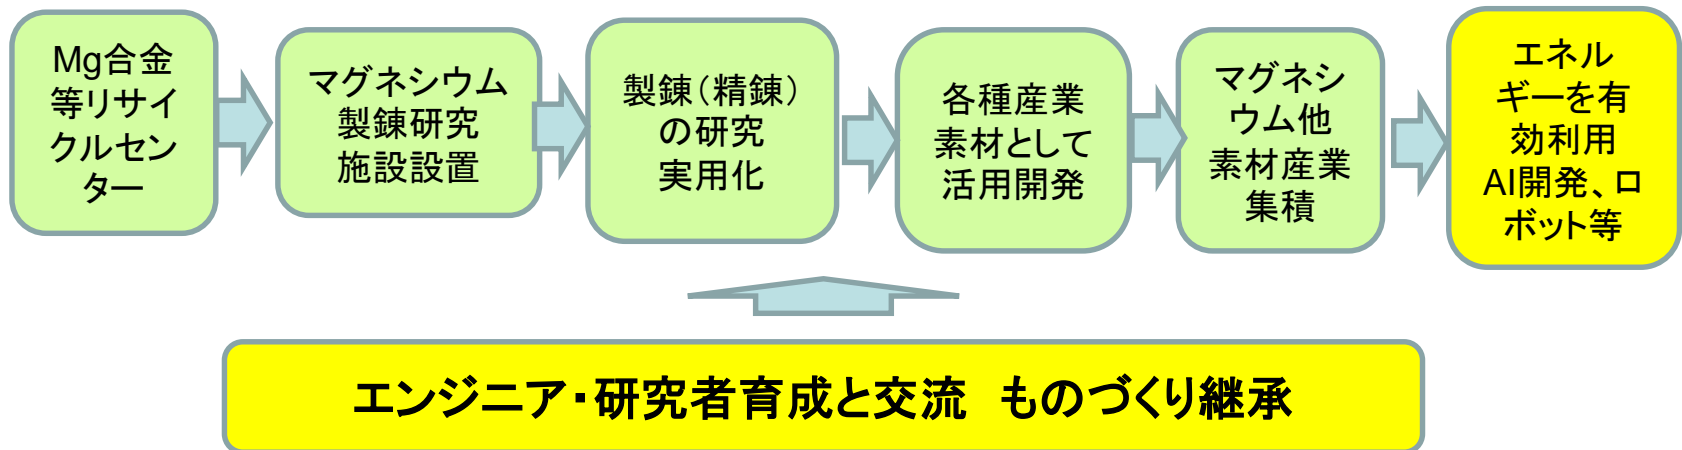 Mg合金
等リサイ
クルセン
ター
マグネシウム
製錬研究
施設設置
製錬（精錬）
の研究
実用化
各種産業
素材として
活用開発
マグネシ
ウム他
素材産業
集積
エネル
ギーを有
効利用
AI開発、ロ
ボット等
エンジニア・研究者育成と交流　ものづくり継承